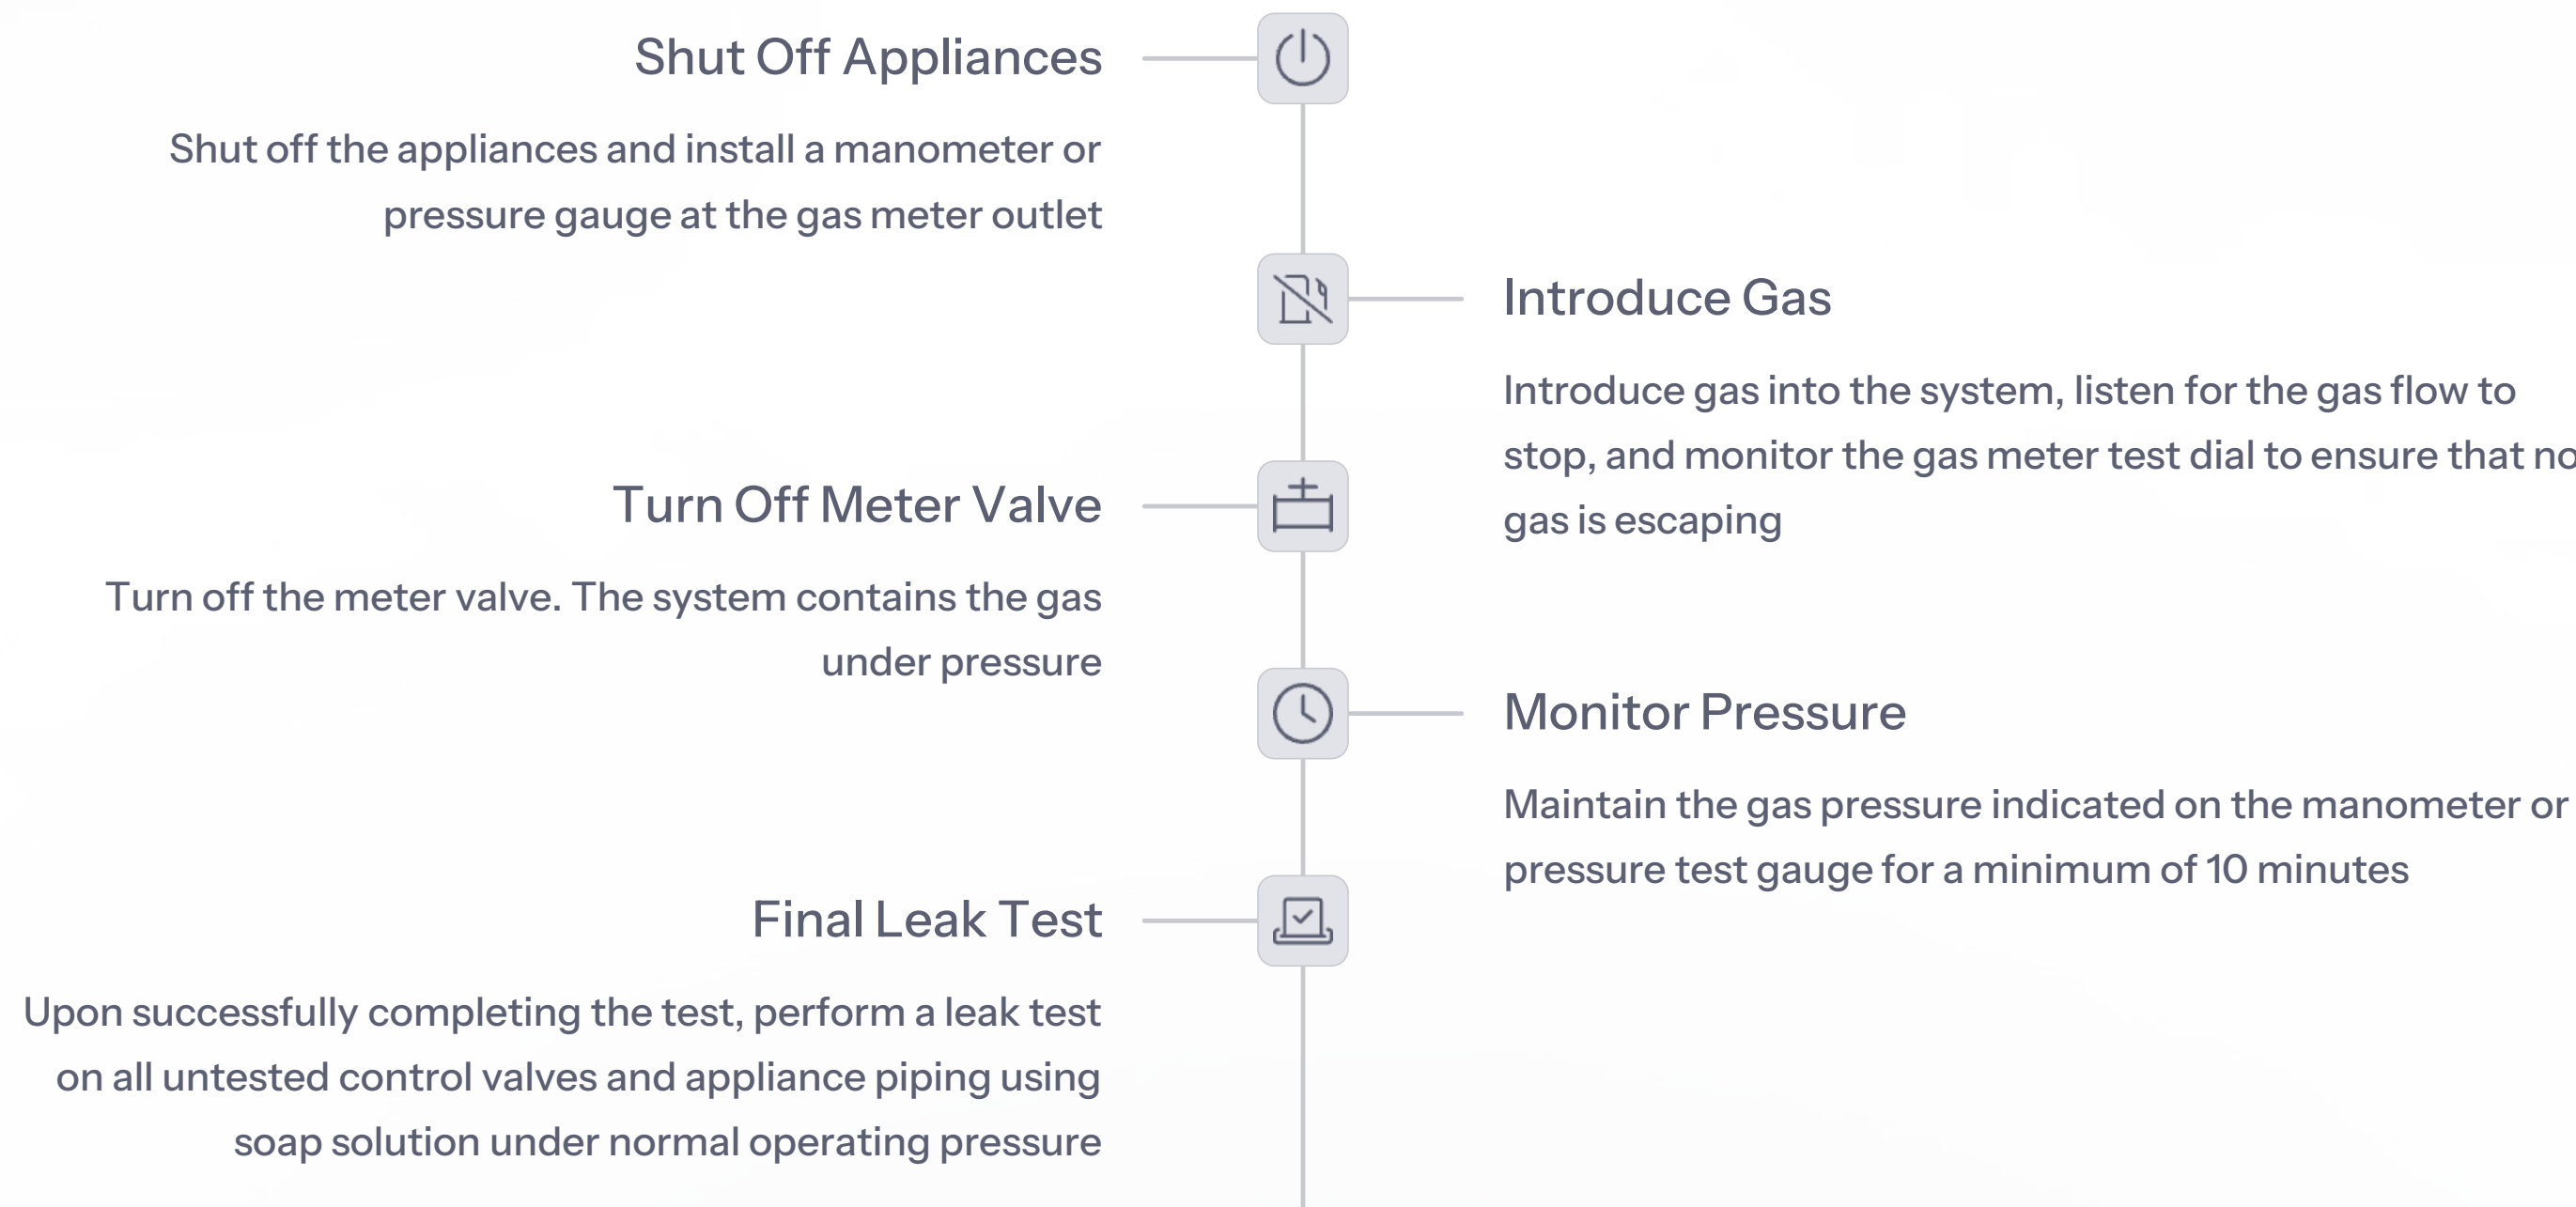 Shut Off Appliances
Shut off the appliances and install a manometer or
pressure gauge at the gas meter outlet
Introduce Gas
Introduce gas into the system, listen for the gas flow to
stop, and monitor the gas meter test dial to ensure that no
gas is escaping
Turn Off Meter Valve
Turn off the meter valve. The system contains the gas
under pressure
Monitor Pressure
Maintain the gas pressure indicated on the manometer or
pressure test gauge for a minimum of 10 minutes
Final Leak Test
Upon successfully completing the test, perform a leak test
on all untested control valves and appliance piping using
soap solution under normal operating pressure